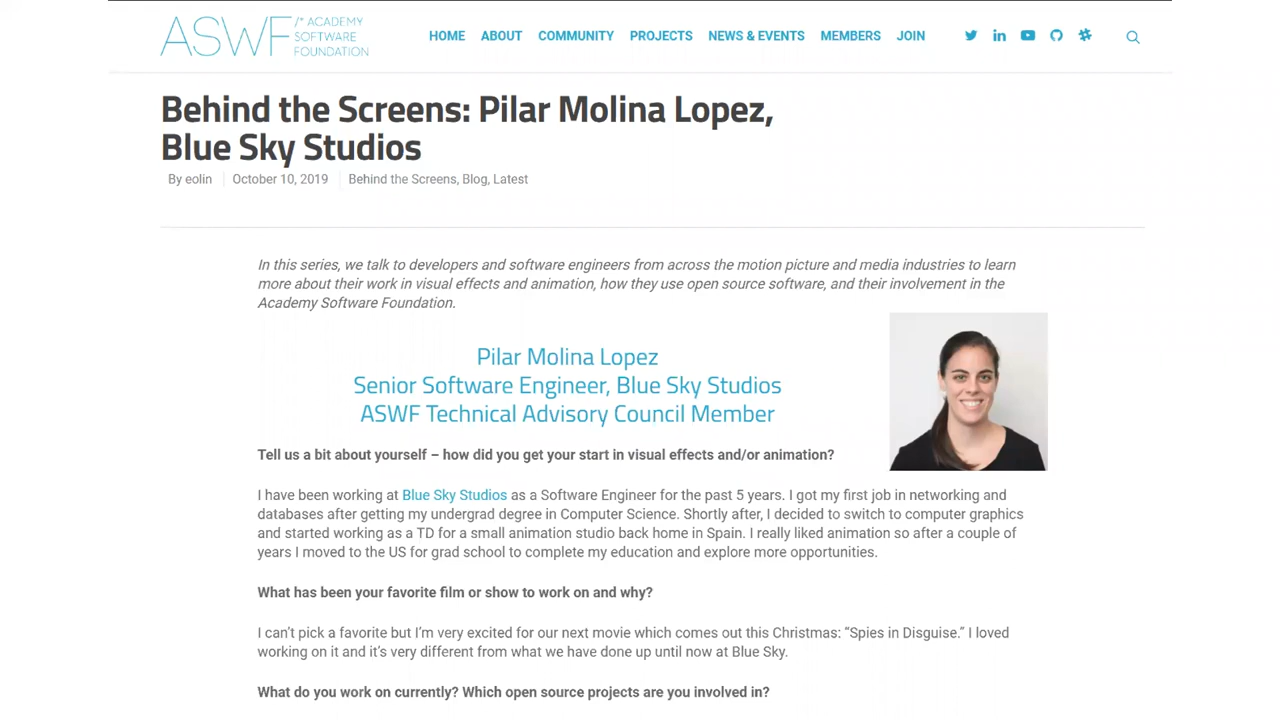 ASWF /* ACADEMY
SOFTWARE
FOUNDATION
HOME ABOUT COMMUNITY PROJECTS NEWS & EVENTS MEMBERS JOIN
Behind the Screens: Pilar Molina Lopez,
Blue Sky Studios
By eolin October 10, 2019 Behind the Screens, Blog, Latest
In this series, we talk to developers and software engineers from across the motion picture and media industries to learn
more about their work in visual effects and animation, how they use open source software, and their involvement in the
Academy Software Foundation.
Pilar Molina Lopez
Senior Software Engineer, Blue Sky Studios
ASWF Technical Advisory Council Member
Tell us a bit about yourself – how did you get your start in visual effects and/or animation?
I have been working at Blue Sky Studios as a Software Engineer for the past 5 years. I got my first job in networking and
databases after getting my undergrad degree in Computer Science. Shortly after, I decided to switch to computer graphics
and started working as a TD for a small animation studio back home in Spain. I really liked animation so after a couple of
years I moved to the US for grad school to complete my education and explore more opportunities.
What has been your favorite film or show to work on and why?
I can't pick a favorite but I'm very excited for our next movie which comes out this Christmas: “Spies in Disguise.” I loved
working on it and it's very different from what we have done up until now at Blue Sky.
What do you work on currently? Which open source projects are you involved in?